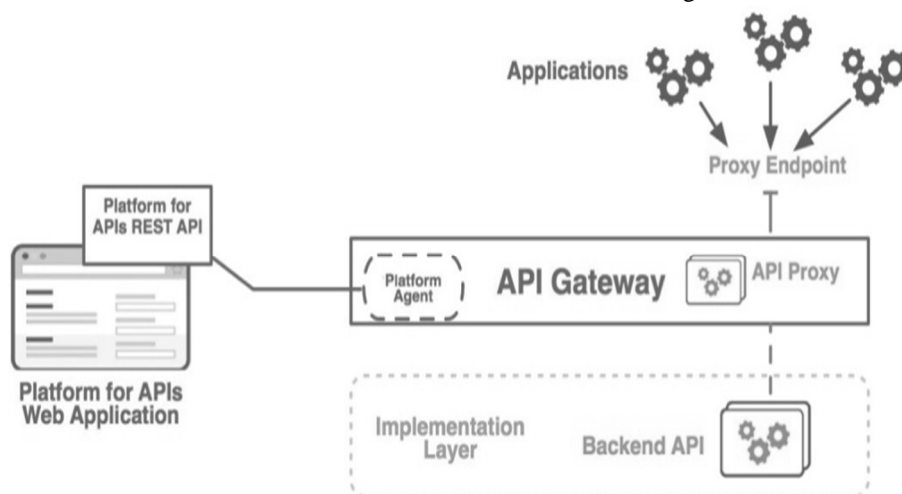 Applications
Proxy Endpoint
Platform for
APIs REST API
Platform
Agent
API Gateway
API Proxy
Platform for APIs
Web Application
Implementation
Layer
Backend API